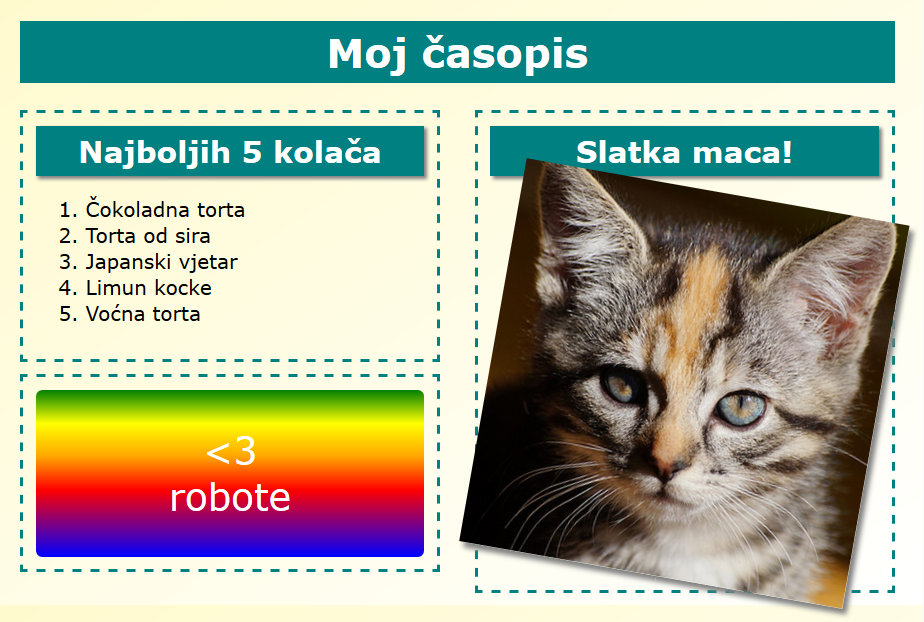 Moj časopis
Najboljih 5 kolača
1. Čokoladna torta
2. Torta od sira
3. Japanski vjetar
4. Limun kocke
5. Voćna torta
<3
robote
Slatka maca!